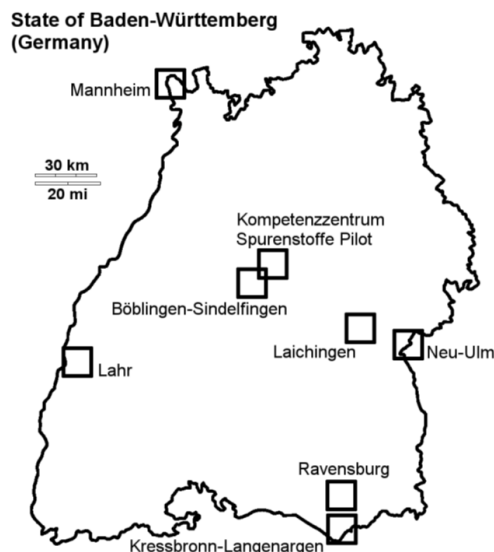 State of Baden-Württemberg
(Germany)
Mannheim
30 km
20 mi
Kompetenzzentrum
Spurenstoffe Pilot
Böblingen-Sindelfingen
Laichingen
Neu-Ulm
Lahr
Ravensburg
Kressbronn-Langenargen